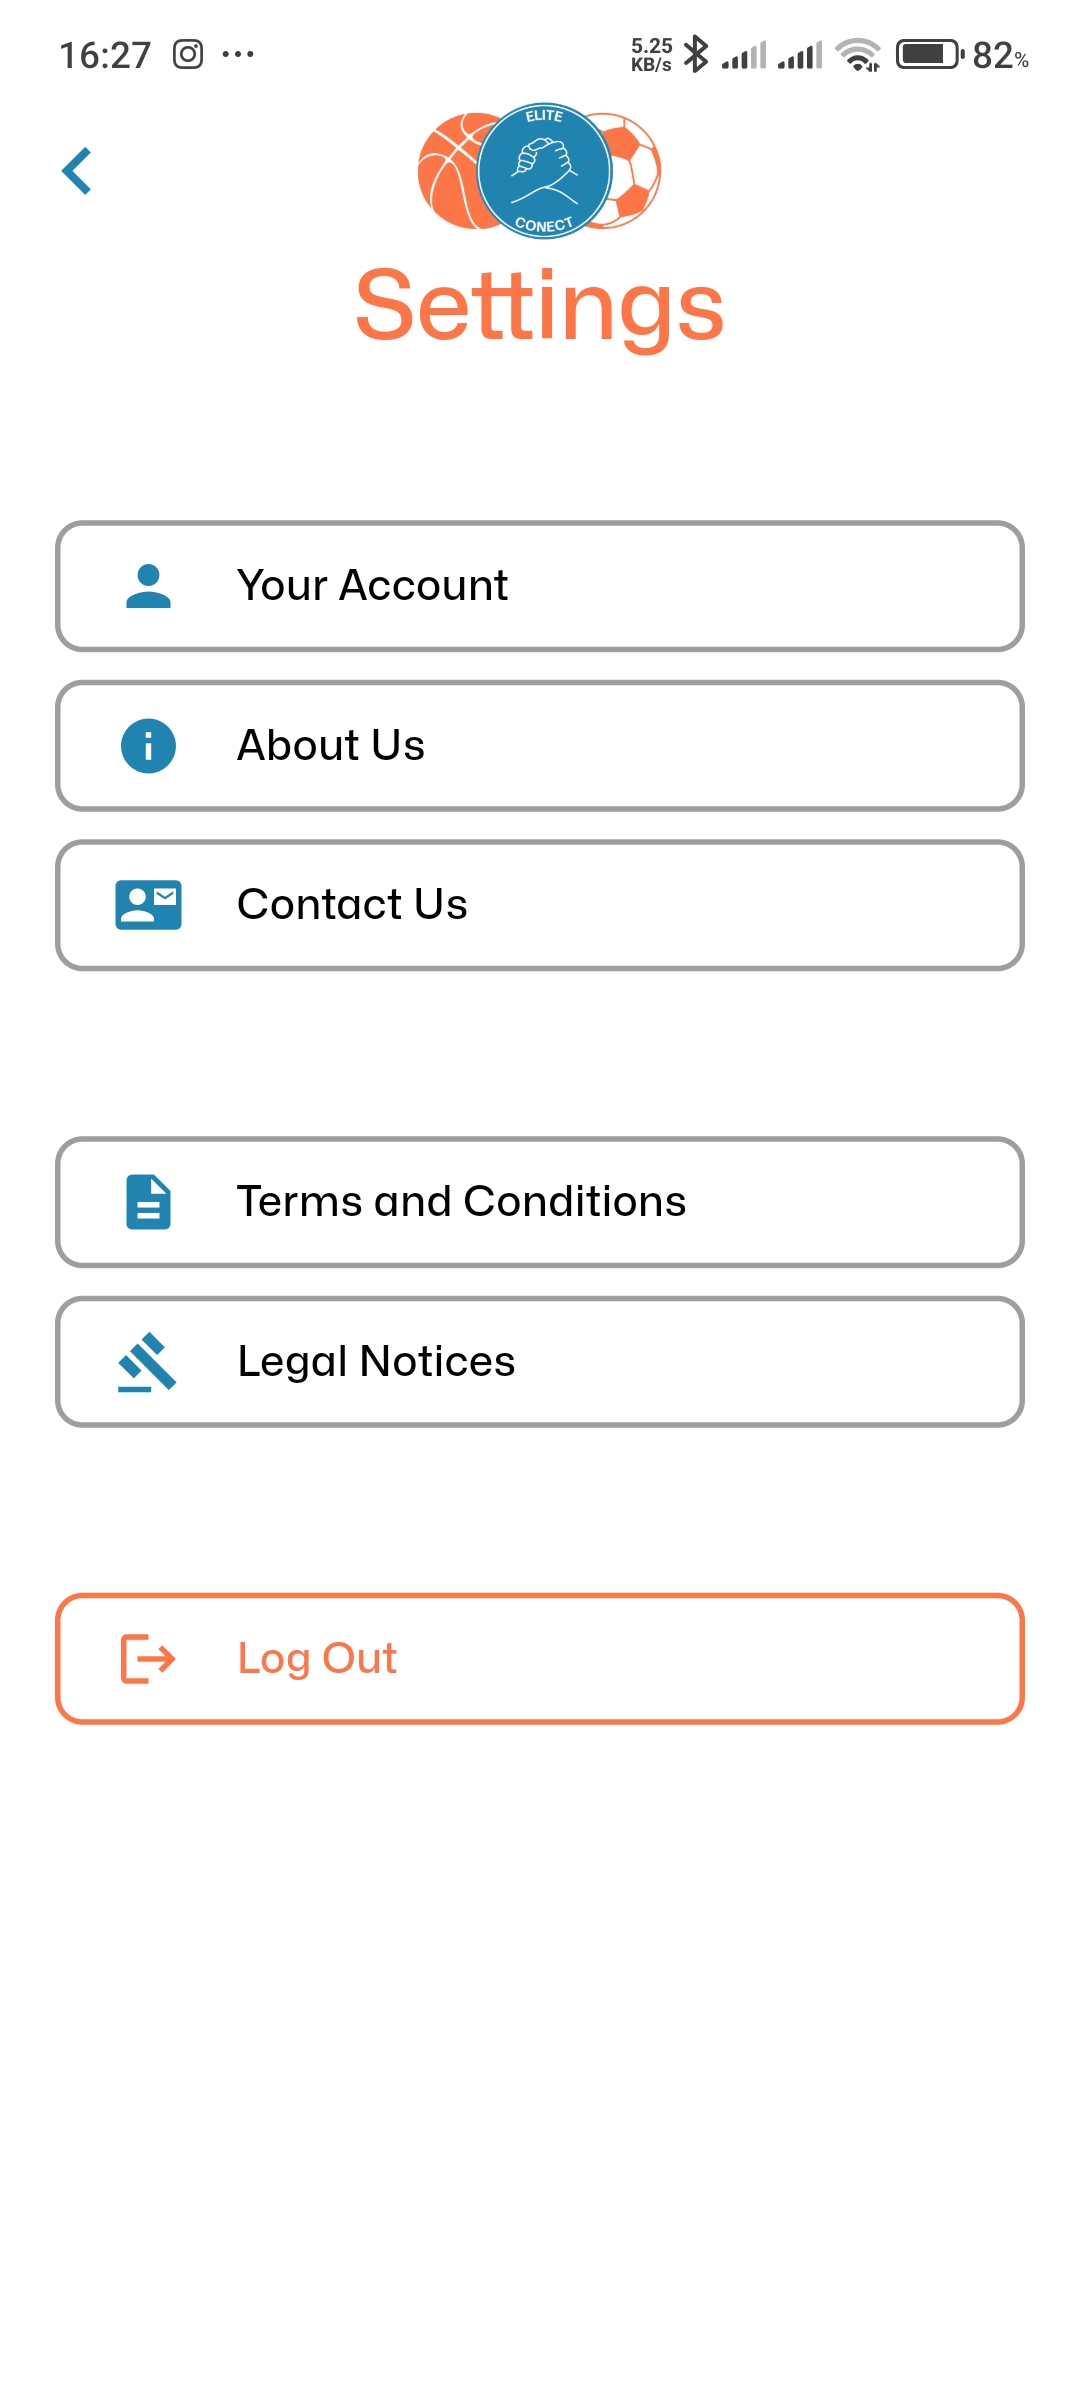 16:27
5.25
KB/s
82%
ELITE
CONECT
Settings
Your Account
About Us
Contact Us
Terms and Conditions
Legal Notices
Log Out